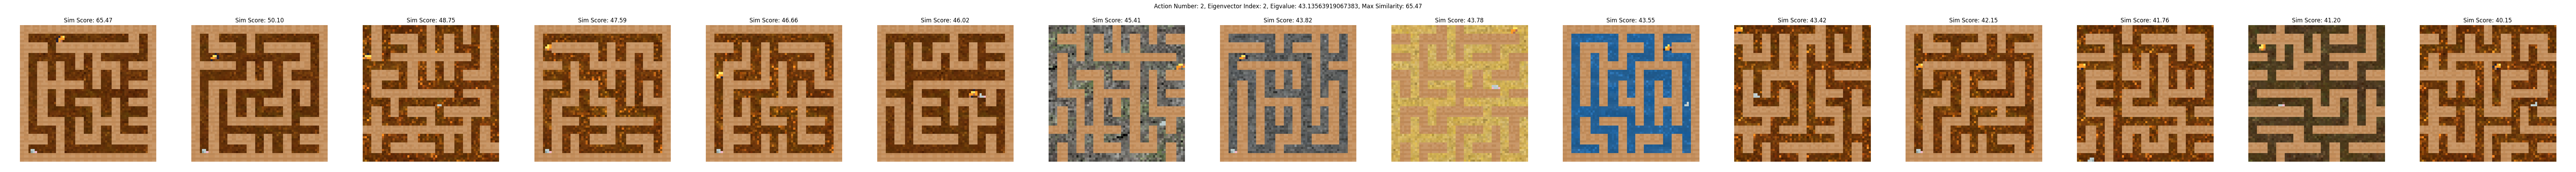 Action Number: 2, Eigenvector Index: 2, Eigvalue: 43.13563919067383, Max Similarity: 65.47
Sim Score: 65.47
Sim Score: 50.10
Sim Score: 48.75
Sim Score: 47.59
Sim Score: 46.66
Sim Score: 46.02
Sim Score: 45.41
Sim Score: 43.82
Sim Score: 43.78
Sim Score: 43.55
Sim Score: 43.42
Sim Score: 42.15
Sim Score: 41.76
Sim Score: 41.20
Sim Score: 40.15